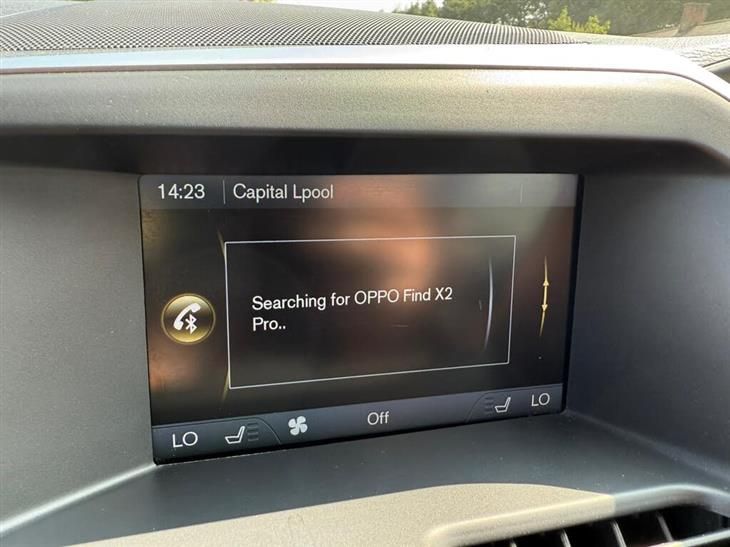 14:23 Capital Lpool
Searching for OPPO Find X2
Pro..
LO Off LO